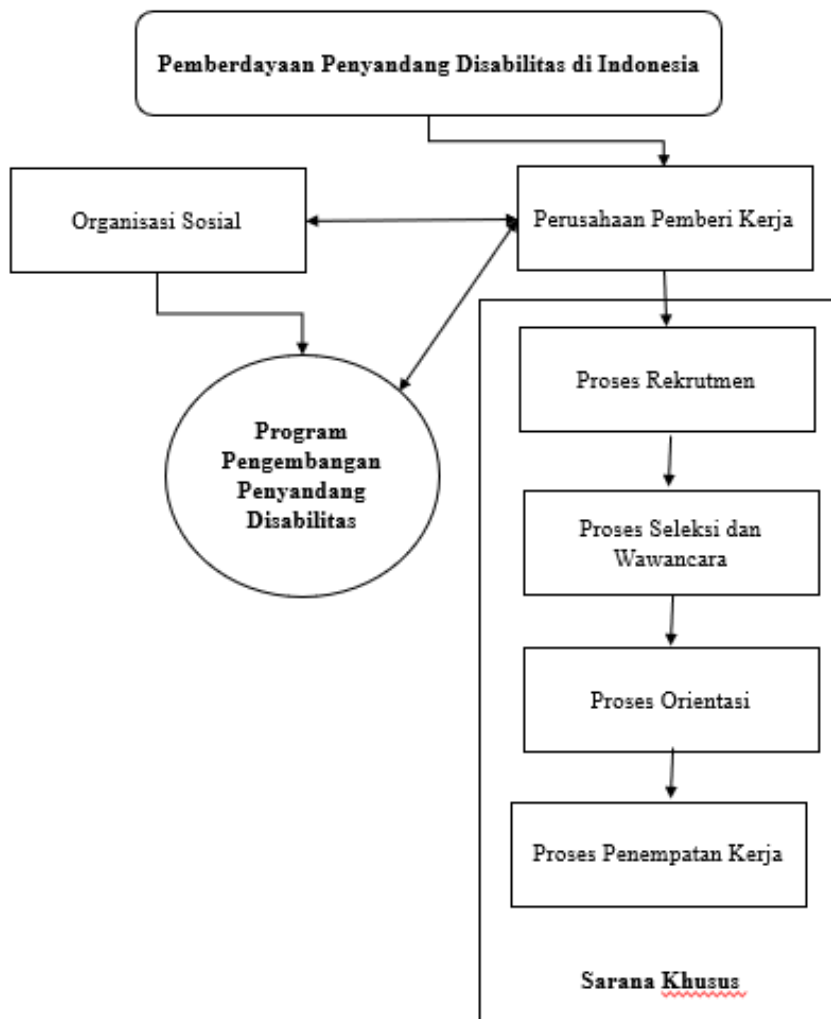 Pemberdayaan Penyandang Disabilitas di Indonesia
Organisasi Sosial
Perusahaan Pemberi Kerja
Proses Rekrutmen
Program
Pengembangan
Penyandang
Disabilitas
Proses Seleksi dan
Wawancara
Proses Orientasi
Proses Penempatan Kerja
Sarana Khusus